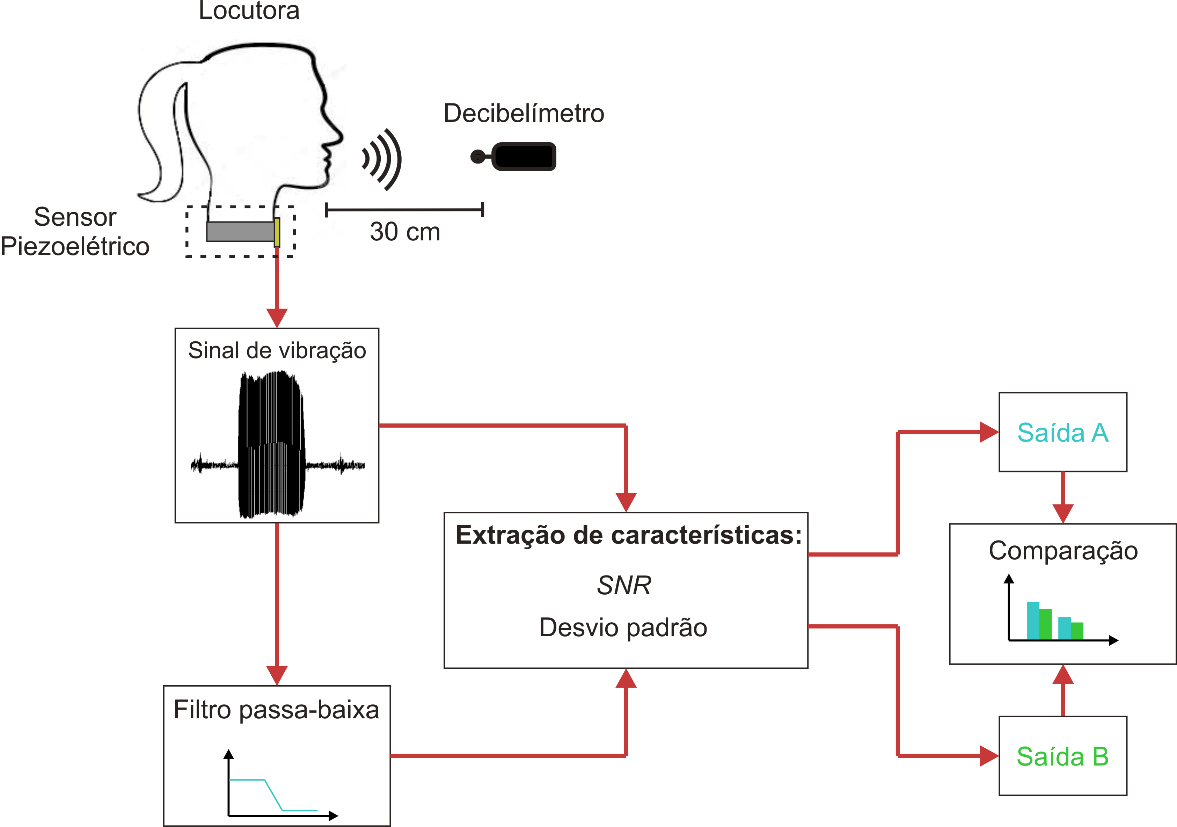 Locutora
Decibelímetro
Sensor
Piezoelétrico
30 cm
Sinal de vibração
Saída A
Extração de características:
SNR
Desvio padrão
Comparação
Filtro passa-baixa
Saída B